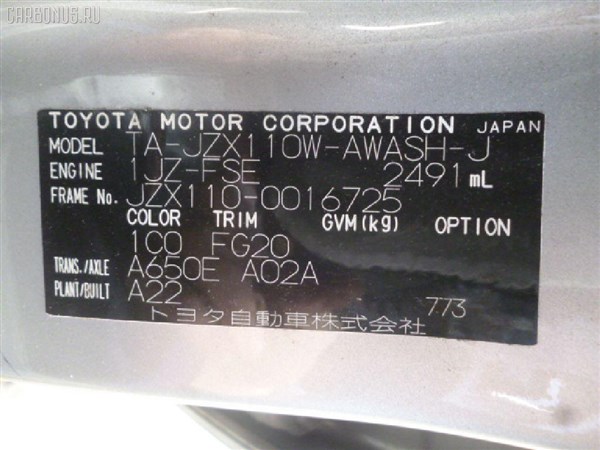 CARBONUS.RU
TOYOTA MOTOR CORPORATION JAPAN
MODEL TA-JZX110W-AWASH-J
ENGINE 1JZ-FSE 2491 mL
FRAME No. JZX110-0016725
COLOR TRIM GVM(kg) OPTION
1C0 FG20
TRANS./AXLE A650E A02A
PLANT/BUILT A22
773
トヨタ自動車株式会社